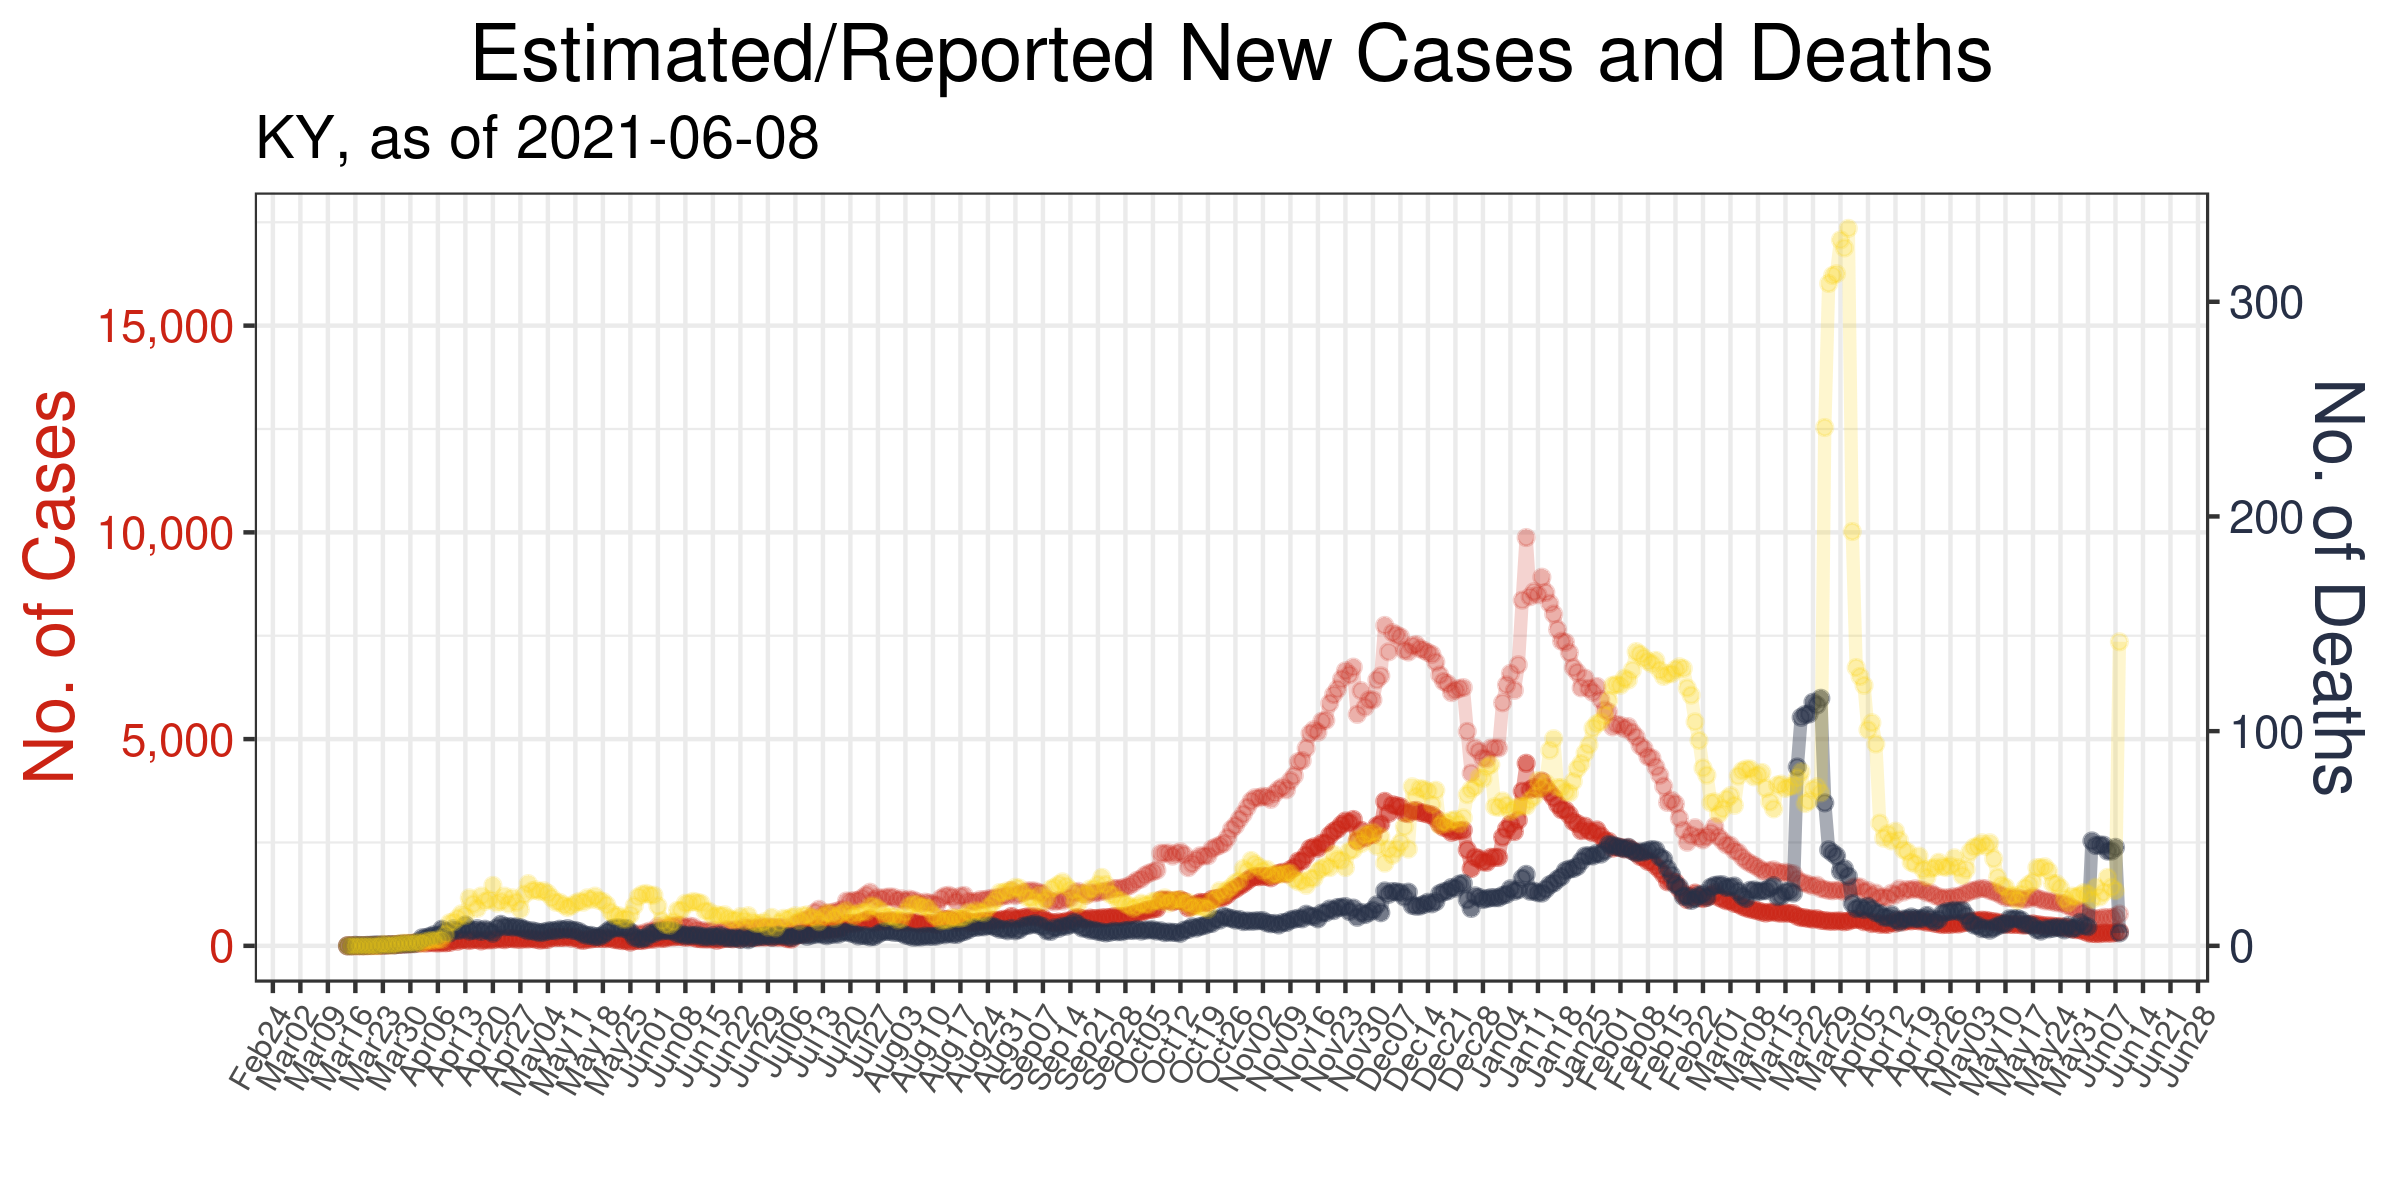 Estimated/Reported New Cases and Deaths
KY, as of 2021-06-08
No. of Cases
15,000
10,000
5,000
0
300
200
100
0
No. of Deaths
Feb24
Mar02
Mar09
Mar16
Mar23
Mar30
Apr06
Apr13
Apr20
Apr27
May04
May11
May18
May25
Jun01
Jun08
Jun15
Jun22
Jun29
Jul06
Jul13
Jul20
Jul27
Aug03
Aug10
Aug17
Aug24
Aug31
Sep07
Sep14
Sep21
Sep28
Oct05
Oct12
Oct19
Oct26
Nov02
Nov09
Nov16
Nov23
Nov30
Dec07
Dec14
Dec21
Dec28
Jan04
Jan11
Jan18
Jan25
Feb01
Feb08
Feb15
Feb22
Mar01
Mar08
Mar15
Mar22
Mar29
Apr05
Apr12
Apr19
Apr26
May03
May10
May17
May24
May31
Jun07
Jun14
Jun21
Jun28